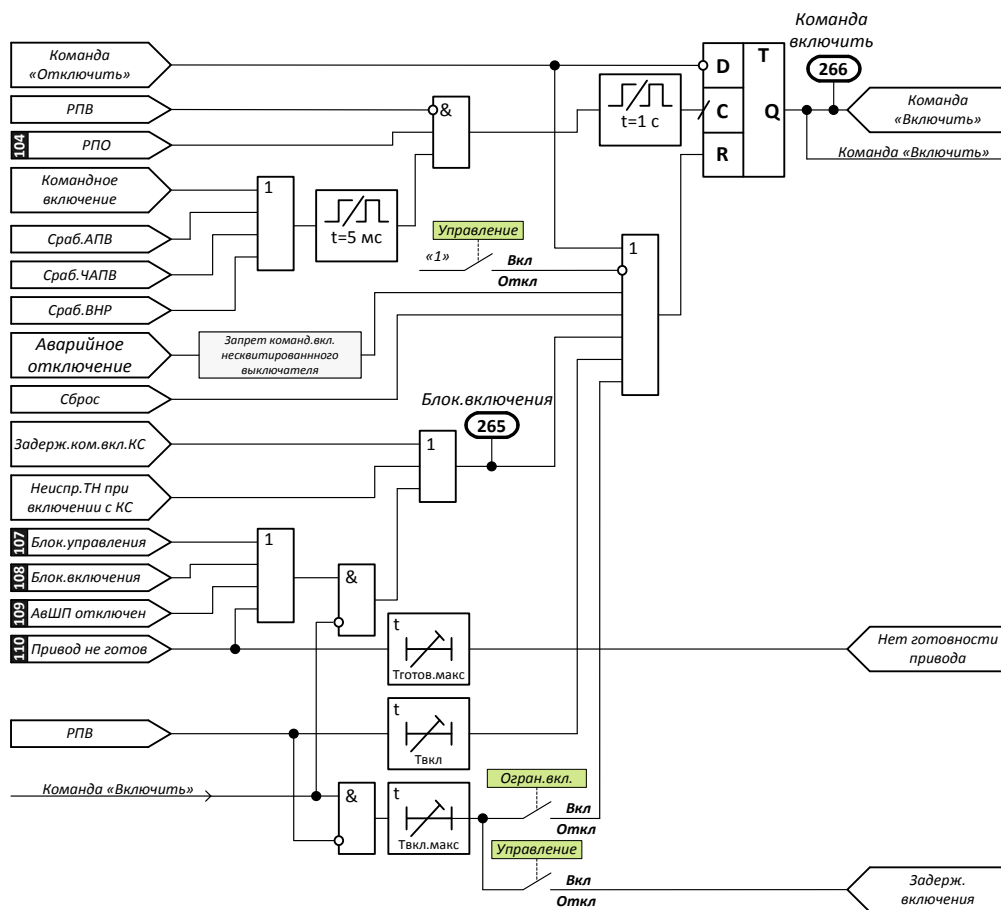 Команда
включить
266
Команда
«Отключить»
D
T
РПВ
&
t=1 с
C
Q
Команда
«Включить»
104
РПО
R
Команда «Включить»
Командное
включение
1
Сраб.АПВ
t=5 мс
Управление
1
«1»
Вкл
Откл
Сраб.ЧАПВ
Сраб.ВНР
Аварийное
отключение
Запрет команд.вкл.
несквитированнного
выключателя
Сброс
Блок.включения
265
Задерж.ком.вкл.КС
1
Неиспр.ТН при
включении с КС
107
Блок.управления
1
108
Блок.включения
&
109
АвШП отключен
110
Привод не готов
t
Тготов.макс
Нет готовности
привода
РПВ
t
Твкл
Команда «Включить»
&
t
Твкл.макс
Огран.вкл.
Вкл
Откл
Управление
Вкл
Откл
Задерж.
включения